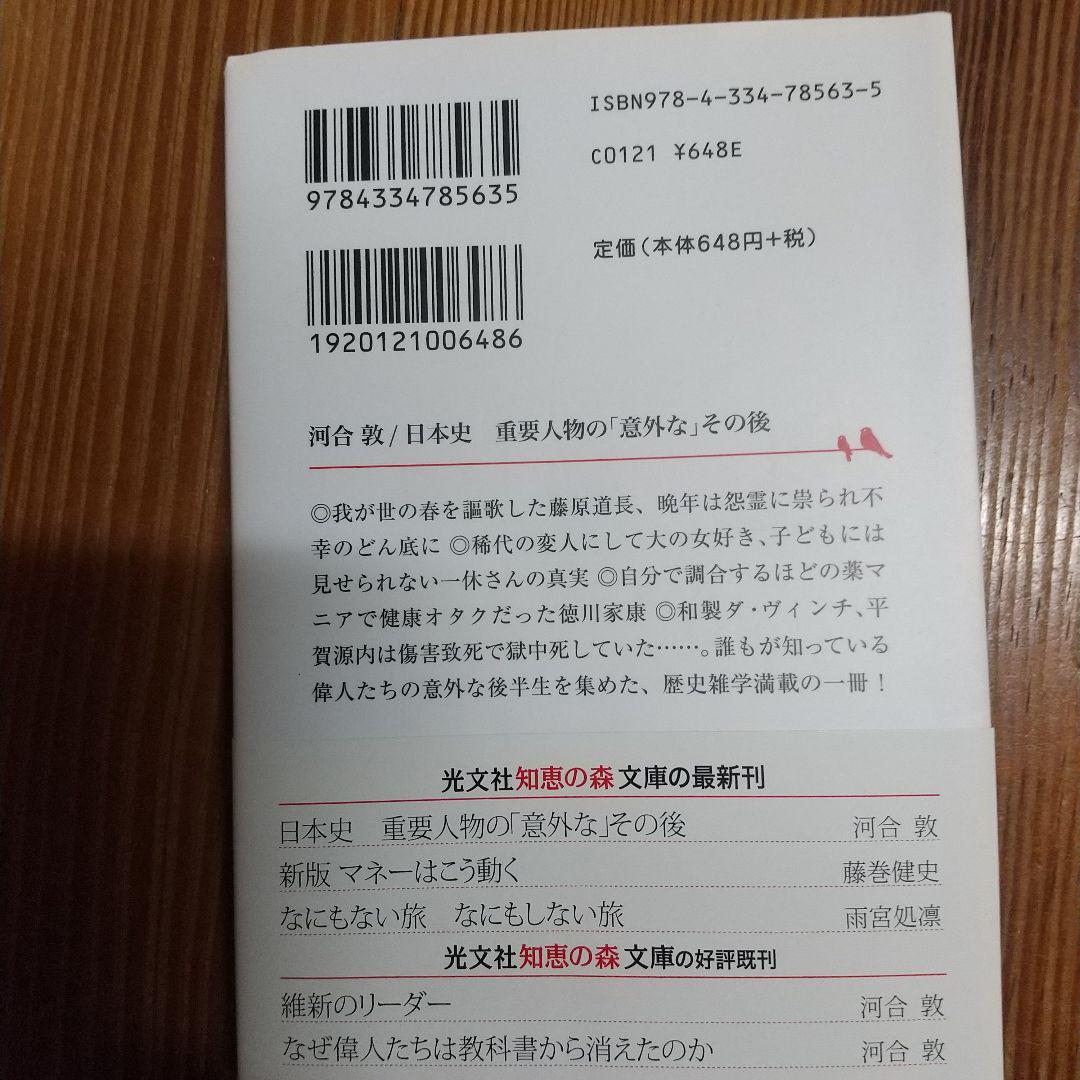 ISBN978-4-334-78563-5
C0121 ¥648E
9784334785635
定価(本体648円+税)
1920121006486
河合 敦/日本史 重要人物の「意外な」その後
◎我が世の春を謳歌した藤原道長、晩年は怨霊に祟られ不
幸のどん底に ◎稀代の変人にして大の女好き、子どもには
見せられない一休さんの真実 ◎自分で調合するほどの薬マ
ニアで健康オタクだった徳川家康 ◎和製ダ・ヴィンチ、平
賀源内は傷害致死で獄中死していた……。誰もが知っている
偉人たちの意外な後半生を集めた、歴史雑学満載の一冊!
光文社知恵の森文庫の最新刊
日本史 重要人物の「意外な」その後 河合 敦
新版 マネーはこう動く 藤巻健史
なにもない旅 なにもしない旅 雨宮処凛
光文社知恵の森文庫の好評既刊
維新のリーダー 河合 敦
なぜ偉人たちは教科書から消えたのか 河合 敦